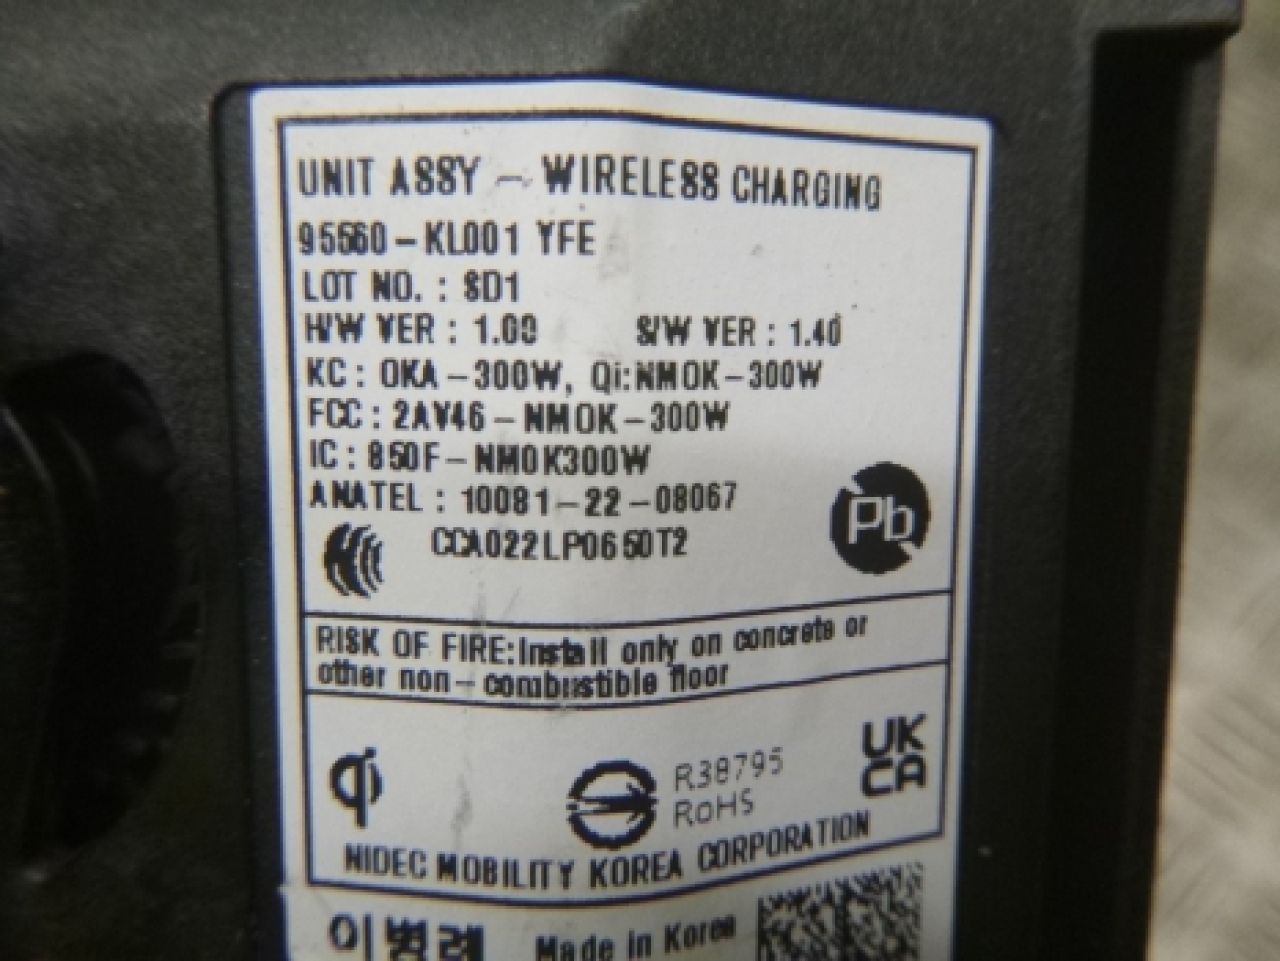 UNIT ASSY - WIRELESS CHARGING
95560-KL001 YFE
LOT NO. : SD1
H/W VER : 1.00 S/W VER : 1.40
KC : OKA-300W, Qi:NMOK-300W
FCC : 2AV46-NMOK-300W
IC : 850F-NMOK300W
ANATEL : 10081-22-08067
CCAO22LP0650T2
Pb
RISK OF FIRE:Install only on concrete or
other non-combustible floor
qi
R38795
RoHS
UK
CA
NIDEC MOBILITY KOREA CORPORATION
Made in Korea